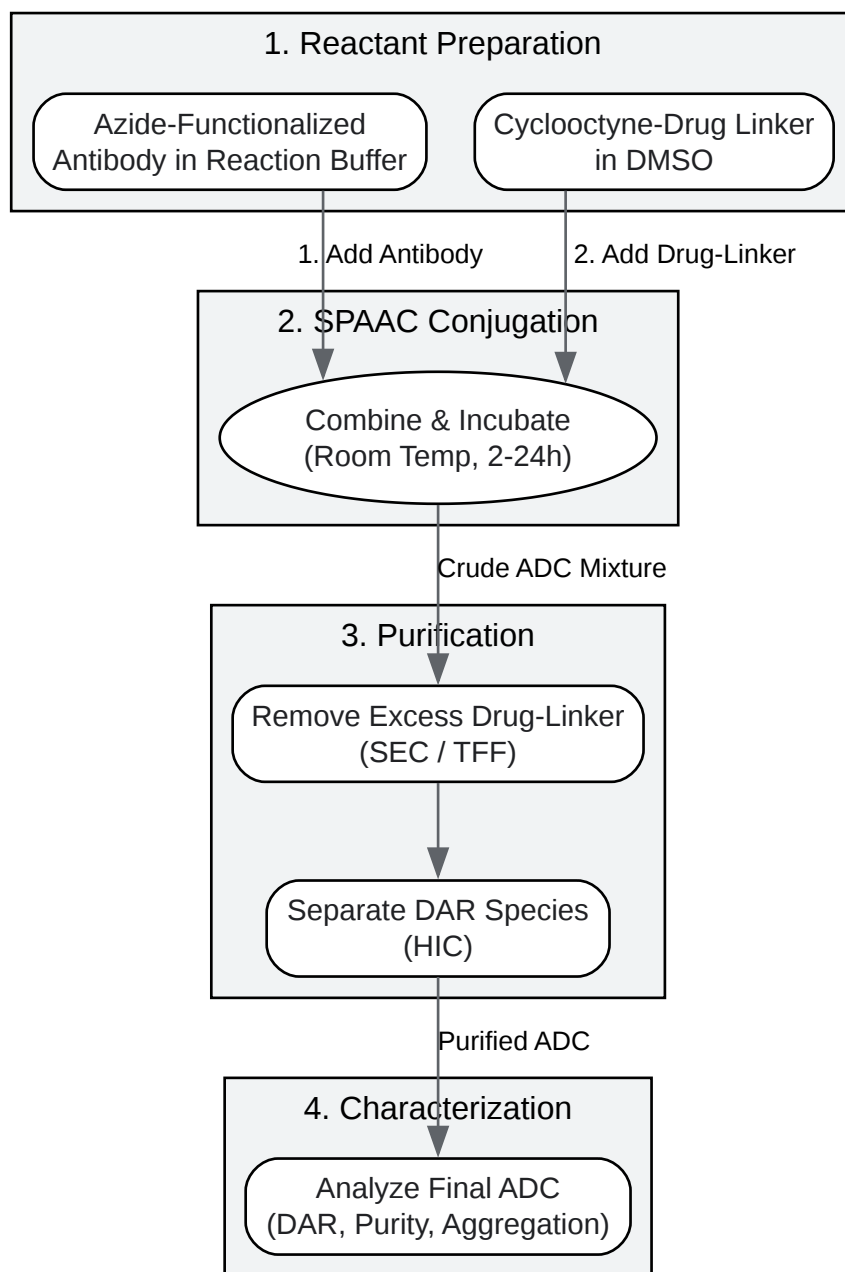 1. Reactant Preparation
Azide-Functionalized
Antibody in Reaction Buffer
Cyclooctyne-Drug Linker
in DMSO
1. Add Antibody
2. Add Drug-Linker
2. SPAAC Conjugation
Combine & Incubate
(Room Temp, 2-24h)
Crude ADC Mixture
3. Purification
Remove Excess Drug-Linker
(SEC / TFF)
Separate DAR Species
(HIC)
Purified ADC
4. Characterization
Analyze Final ADC
(DAR, Purity, Aggregation)